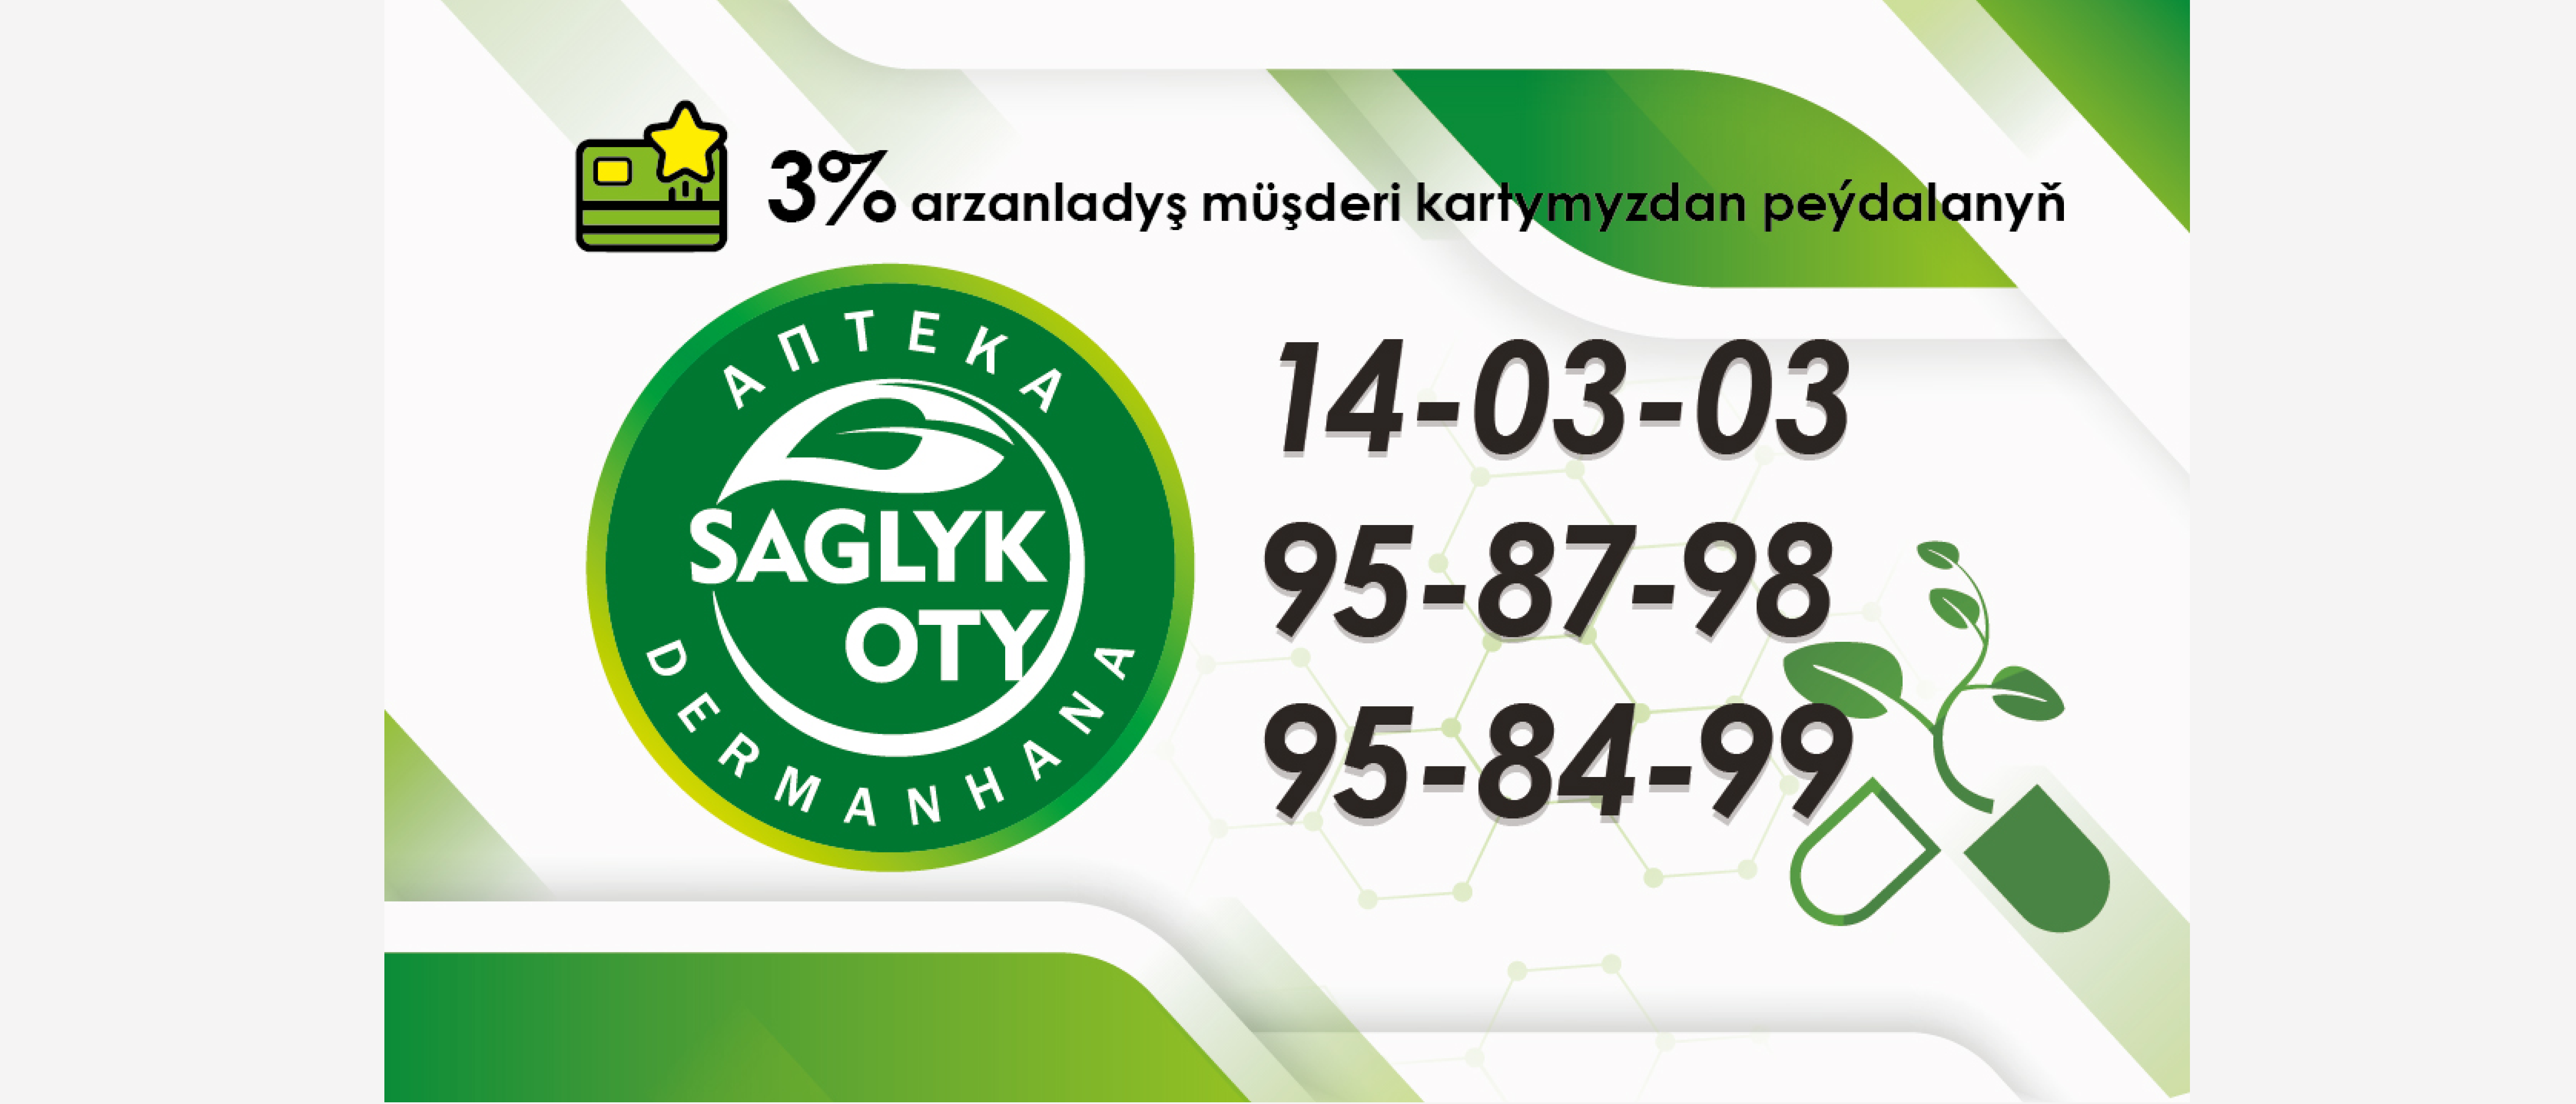 3% arzanladyş müşderi kartymyzdan peýdalanyň
АПТЕКА
SAGLYK
OTY
DERMANHANA
14-03-03
95-87-98
95-84-99